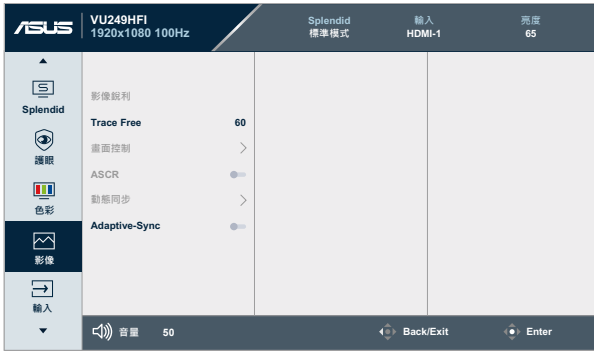 ASUS
VU249HFI
1920x1080 100Hz
Splendid
標準模式
輸入
HDMI-1
亮度
65
Splendid
護眼
色彩
影像
輸入
影像銳利
Trace Free 60
畫面控制
ASCR
動態同步
Adaptive-Sync
音量 50
Back/Exit
Enter